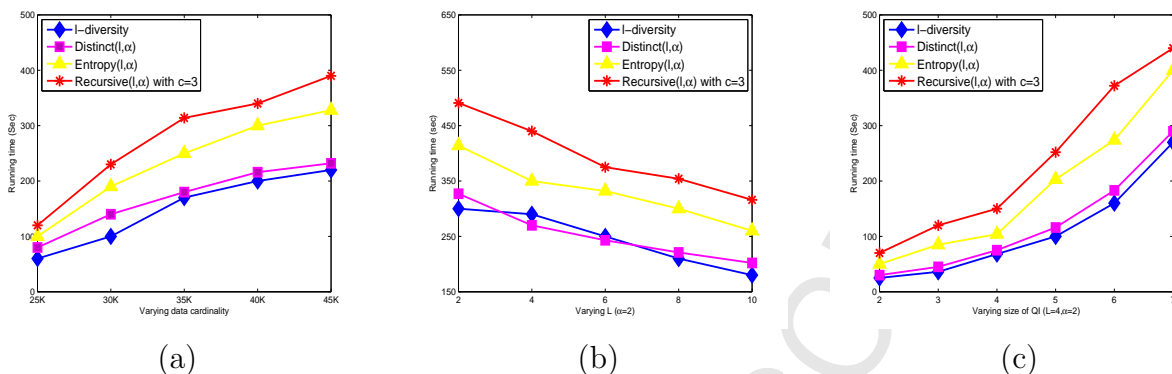 500
400
300
200
100
0
Running time (Sec)
l−diversity
Distinct(l,α)
Entropy(l,α)
Recursive(l,α) with c=3
25K 30K 35K 40K 45K
Varying data cardinality
(a)
650
550
450
350
250
150
Running time (sec)
l−diversity
Distinct(l,α)
Entropy(l,α)
Recursive(l,α) with c=3
2 4 6 8 10
Varying L (α=2)
(b)
500
400
300
200
100
0
Running time (Sec)
l−diversity
Distinct(l,α)
Entropy(l,α)
Recursive(l,α) with c=3
2 3 4 5 6 7
Varying size of QI (L=4,α=2)
(c)